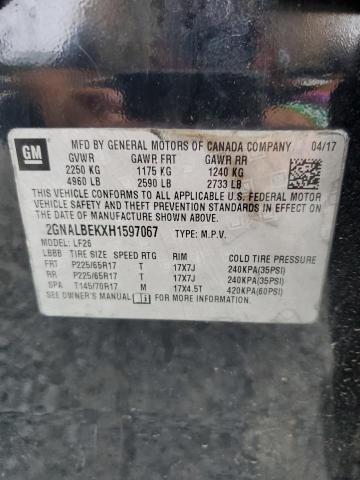 GM MFD BY GENERAL MOTORS OF CANADA COMPANY 04/17
GVWR GAWR FRT GAWR RR
2250 KG 1175 KG 1240 KG
4960 LB 2590 LB 2733 LB
THIS VEHICLE CONFORMS TO ALL APPLICABLE U.S. FEDERAL MOTOR
VEHICLE SAFETY AND THEFT PREVENTION STANDARDS IN EFFECT
ON THE DATE OF MANUFACTURE SHOWN ABOVE.
2GNALBEKXH1597067 TYPE: M.P.V.
MODEL: LF26
LBBB TIRE SIZE SPEED RTG RIM COLD TIRE PRESSURE
FRT P225/65R17 T 17X7J 240KPA(35PSI)
RR P225/65R17 T 17X7J 240KPA(35PSI)
SPA T145/70R17 M 17X4.5T 420KPA(60PSI)
SEE OWNER'S MANUAL FOR ADDITIONAL INFORMATION